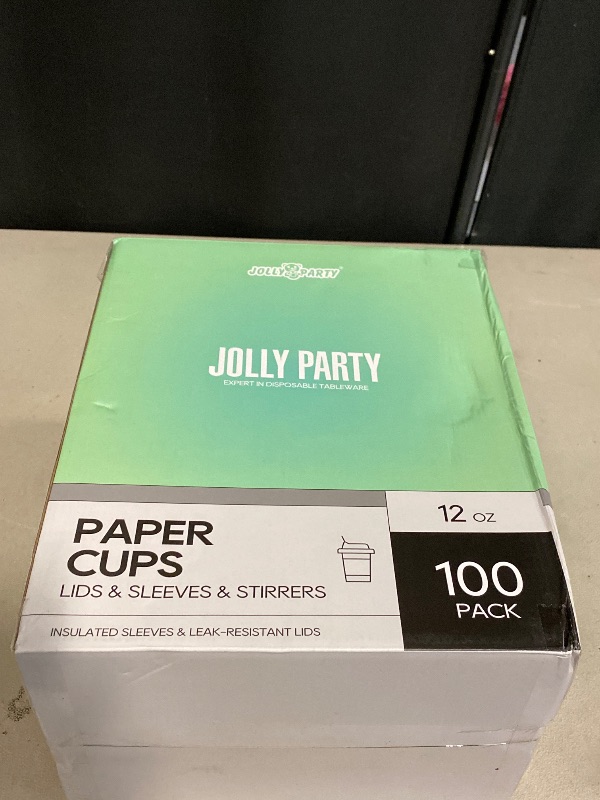 JOLLY PARTY
JOLLY PARTY
EXPERT IN DISPOSABLE TABLEWARE
PAPER
CUPS
LIDS & SLEEVES & STIRRERS
INSULATED SLEEVES & LEAK-RESISTANT LIDS
12 OZ
100
PACK